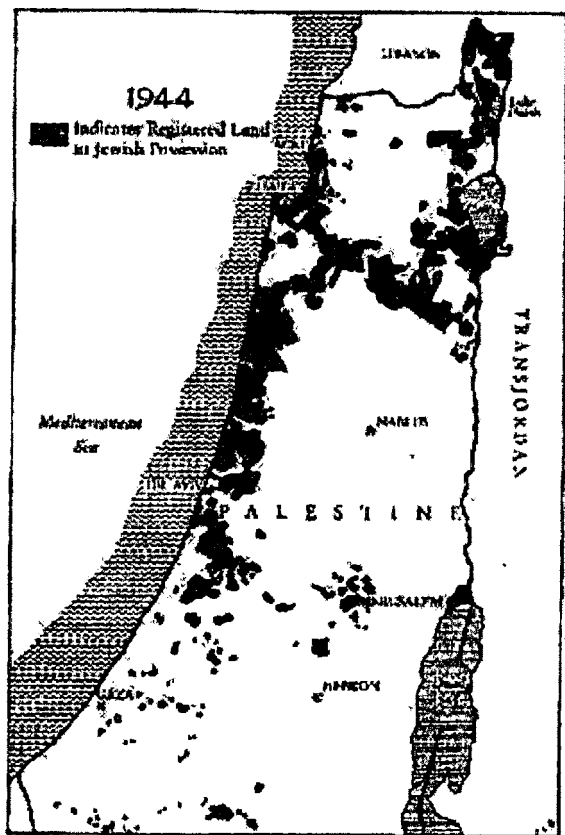 LEBANON
1944
Indicates Registered Land
in Jewish Possession
Lake
ACRE
HAIFA
TRANSJORDAN
Mediterranean
Sea
NABLUS
TEL AVIV
PALESTINE
JERUSALEM
GAZA
HEBRON